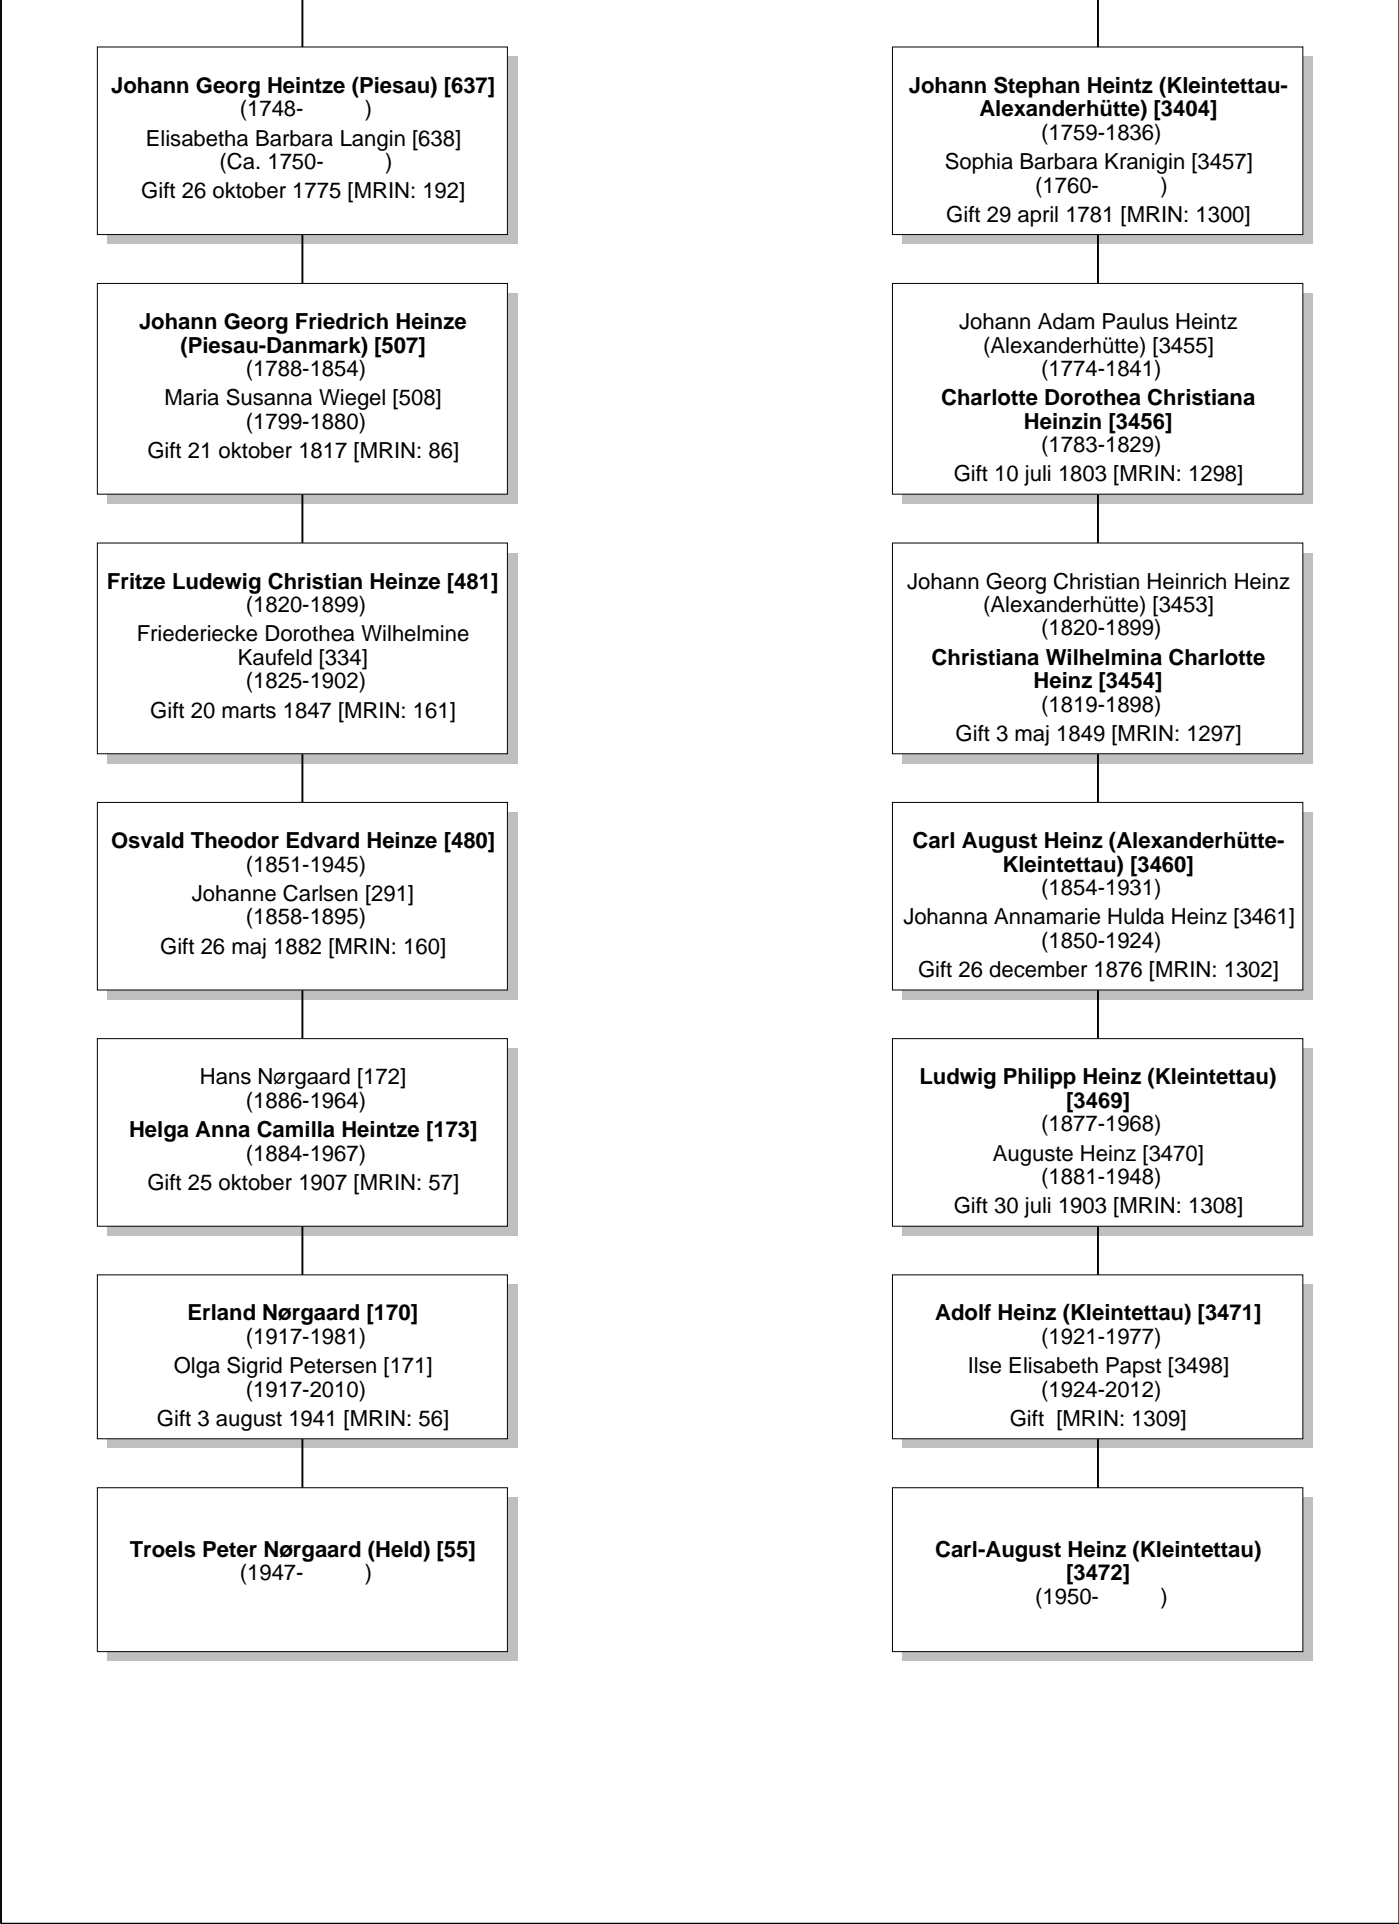 Johann Georg Heintze (Piesau) [637]
(1748- )
Elisabetha Barbara Langin [638]
(Ca. 1750- )
Gift 26 oktober 1775 [MRIN: 192]
Johann Georg Friedrich Heinze
(Piesau-Danmark) [507]
(1788-1854)
Maria Susanna Wiegel [508]
(1799-1880)
Gift 21 oktober 1817 [MRIN: 86]
Fritze Ludewig Christian Heinze [481]
(1820-1899)
Friederiecke Dorothea Wilhelmine
Kaufeld [334]
(1825-1902)
Gift 20 marts 1847 [MRIN: 161]
Osvald Theodor Edvard Heinze [480]
(1851-1945)
Johanne Carlsen [291]
(1858-1895)
Gift 26 maj 1882 [MRIN: 160]
Hans Nørgaard [172]
(1886-1964)
Helga Anna Camilla Heintze [173]
(1884-1967)
Gift 25 oktober 1907 [MRIN: 57]
Erland Nørgaard [170]
(1917-1981)
Olga Sigrid Petersen [171]
(1917-2010)
Gift 3 august 1941 [MRIN: 56]
Troels Peter Nørgaard (Held) [55]
(1947- )
Johann Stephan Heintz (Kleintettau-
Alexanderhütte) [3404]
(1759-1836)
Sophia Barbara Kranigin [3457]
(1760- )
Gift 29 april 1781 [MRIN: 1300]
Johann Adam Paulus Heintz
(Alexanderhütte) [3455]
(1774-1841)
Charlotte Dorothea Christiana
Heinzin [3456]
(1783-1829)
Gift 10 juli 1803 [MRIN: 1298]
Johann Georg Christian Heinrich Heinz
(Alexanderhütte) [3453]
(1820-1899)
Christiana Wilhelmina Charlotte
Heinz [3454]
(1819-1898)
Gift 3 maj 1849 [MRIN: 1297]
Carl August Heinz (Alexanderhütte-
Kleintettau) [3460]
(1854-1931)
Johanna Annamarie Hulda Heinz [3461]
(1850-1924)
Gift 26 december 1876 [MRIN: 1302]
Ludwig Philipp Heinz (Kleintettau)
[3469]
(1877-1968)
Auguste Heinz [3470]
(1881-1948)
Gift 30 juli 1903 [MRIN: 1308]
Adolf Heinz (Kleintettau) [3471]
(1921-1977)
Ilse Elisabeth Papst [3498]
(1924-2012)
Gift [MRIN: 1309]
Carl-August Heinz (Kleintettau)
[3472]
(1950- )